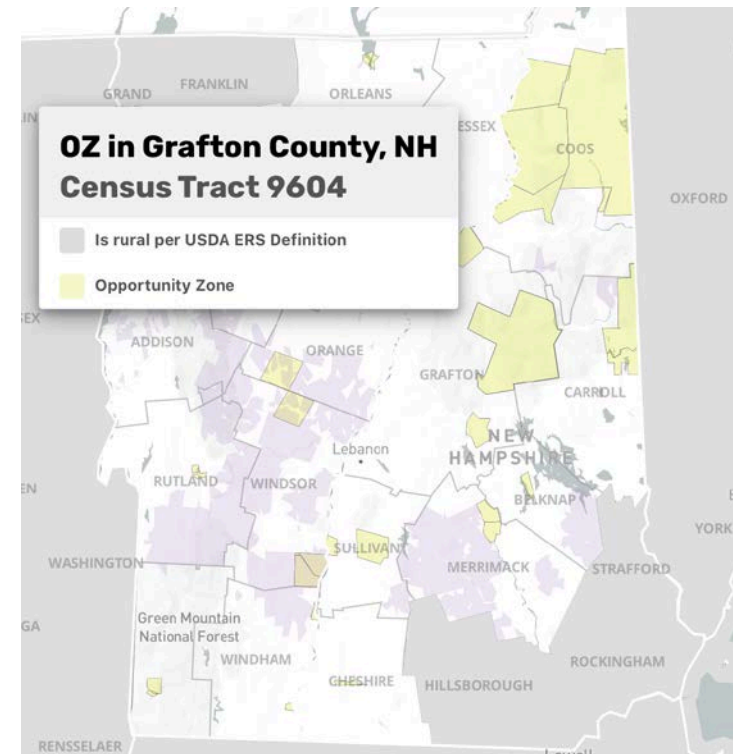 FRANKLIN
GRAND
ORLEANS
ESSEX
COOS
OXFORD
OZ in Grafton County, NH
Census Tract 9604
Is rural per USDA ERS Definition
Opportunity Zone
ADDISON
ORANGE
GRAFTON
CARROLL
NEW
HAMPSHIRE
Lebanon
RUTLAND
WINDSOR
BELKNAP
YORK
SULLIVAN
WASHINGTON
MERRIMACK
STRAFFORD
Green Mountain
National Forest
WINDHAM
ROCKINGHAM
CHESHIRE
HILLSBOROUGH
RENSSELAER